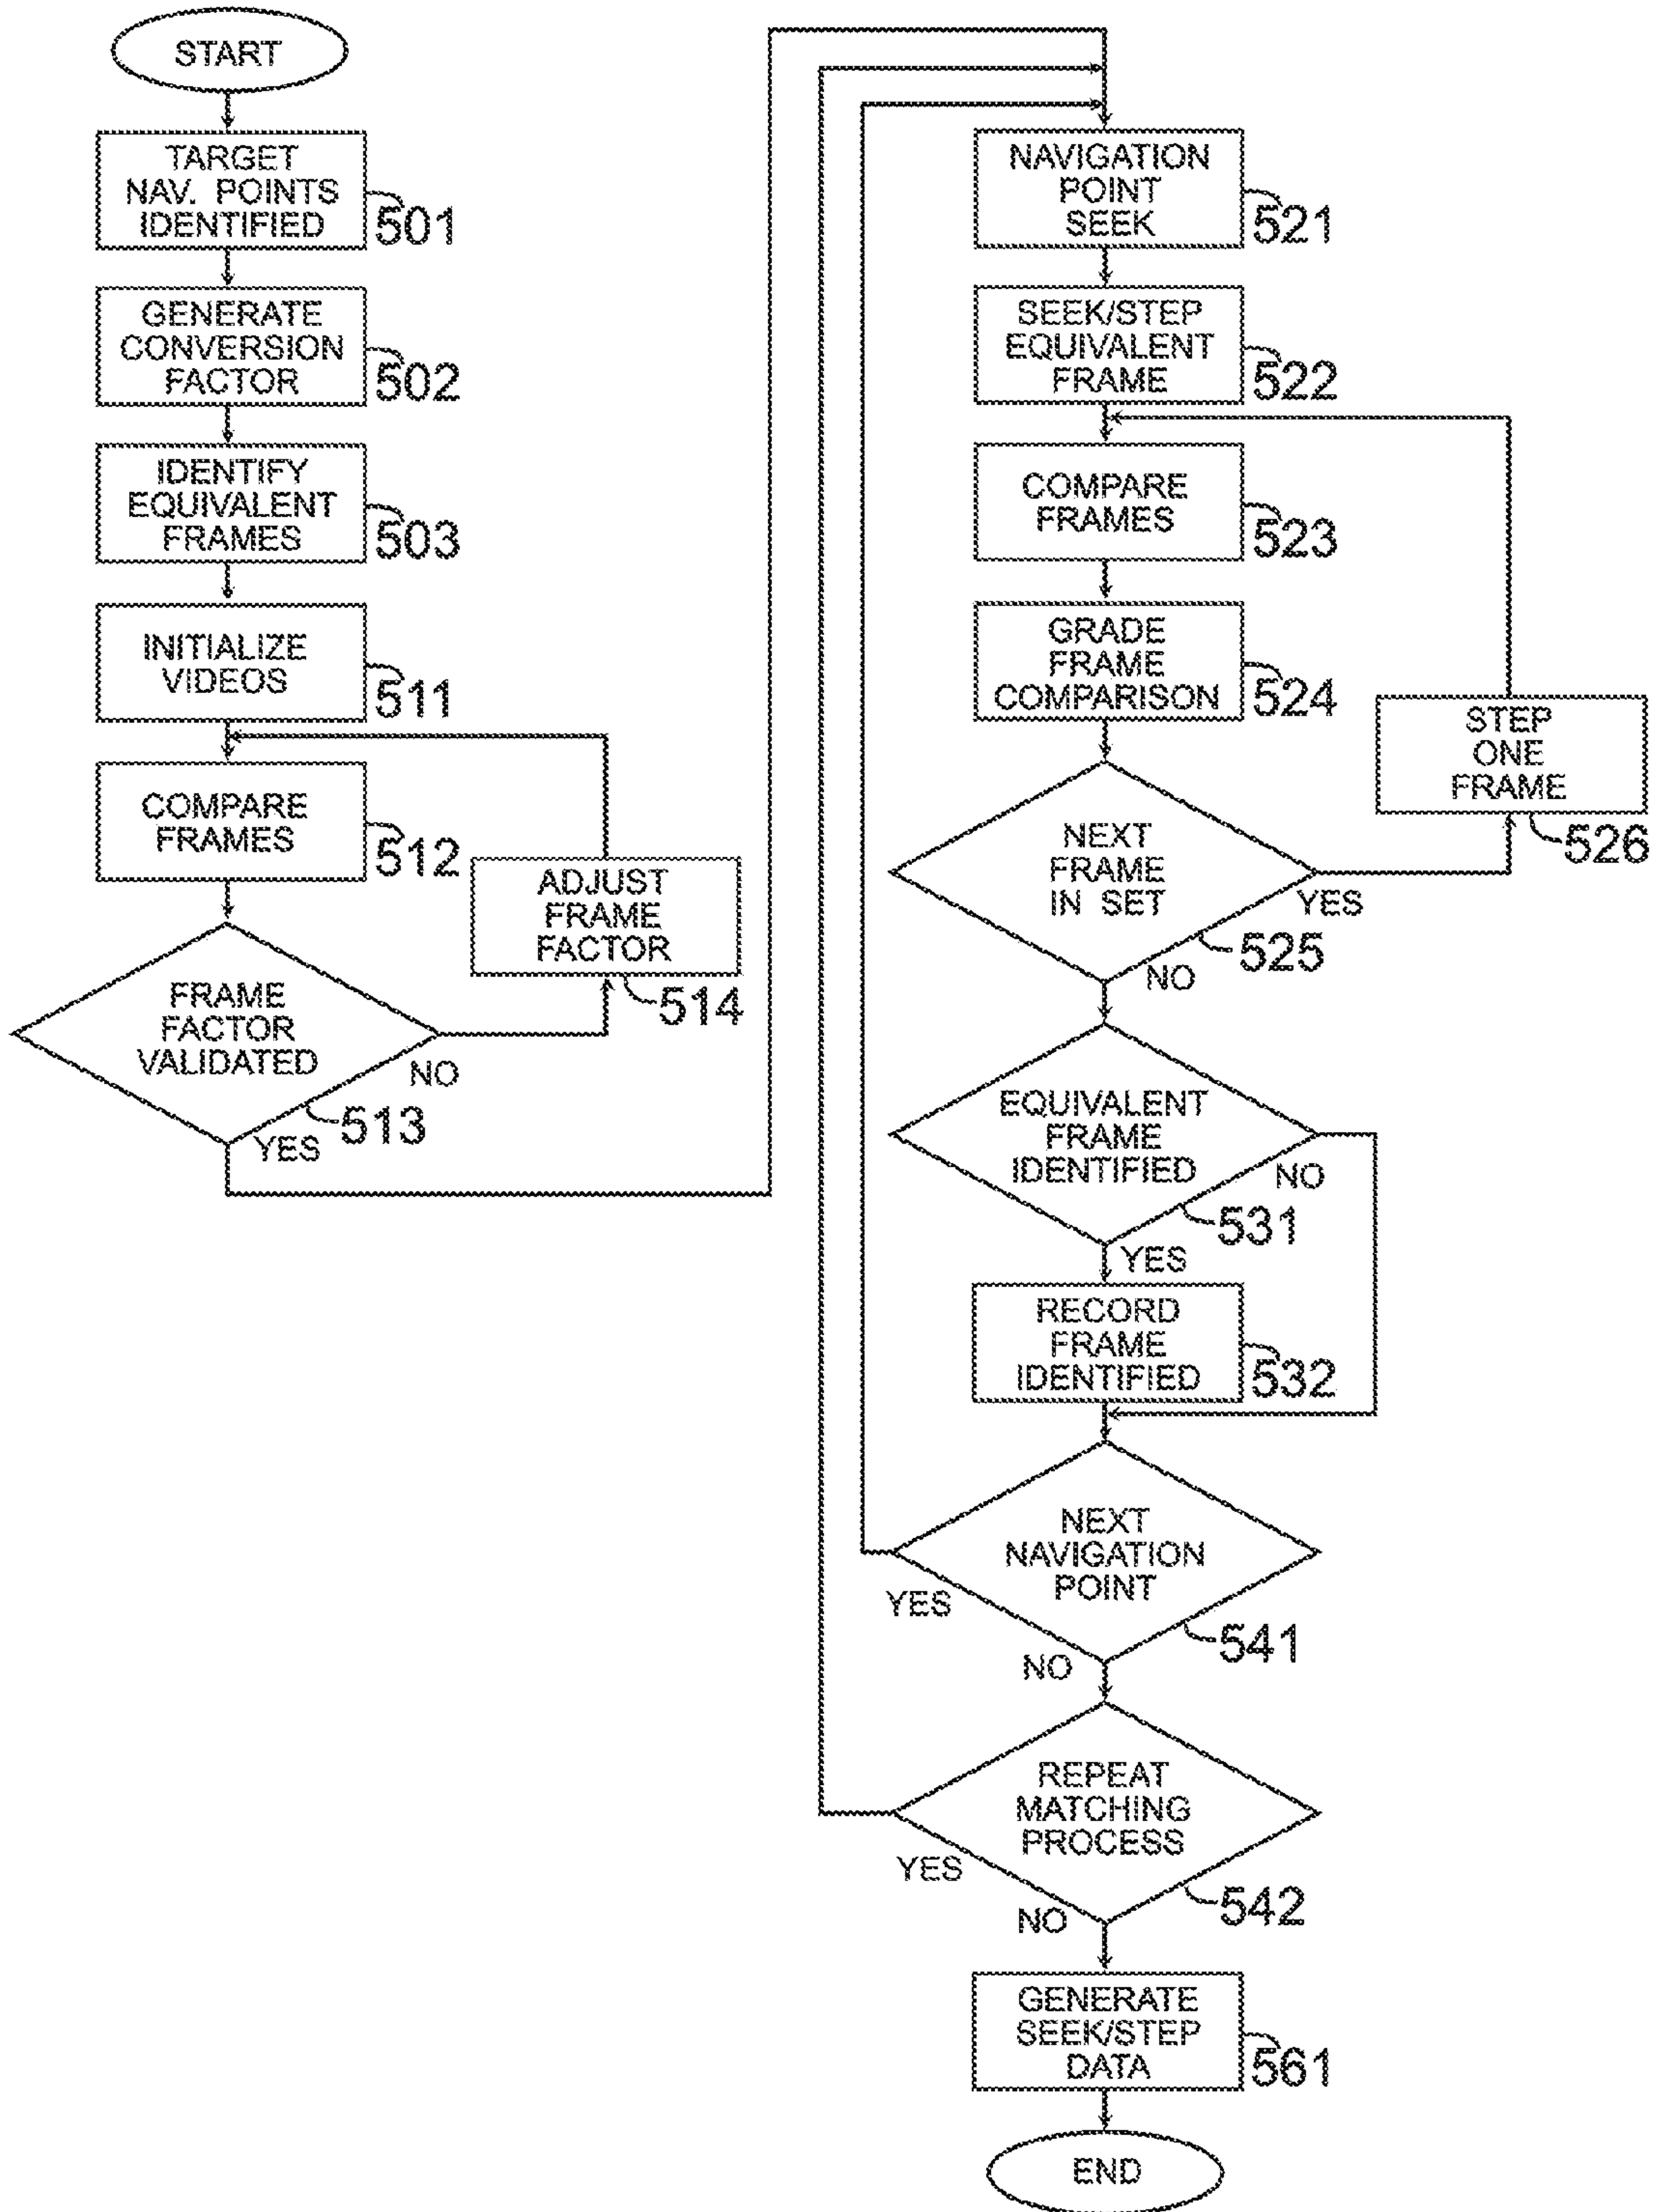 START
TARGET
NAV. POINTS
IDENTIFIED
501
GENERATE
CONVERSION
FACTOR
502
IDENTIFY
EQUIVALENT
FRAMES
503
INITIALIZE
VIDEOS
511
COMPARE
FRAMES
512
ADJUST
FRAME
FACTOR
514
FRAME
FACTOR
VALIDATED
NO
513
YES
NAVIGATION
POINT
SEEK
521
SEEK/STEP
EQUIVALENT
FRAME
522
COMPARE
FRAMES
523
GRADE
FRAME
COMPARISON
524
STEP
ONE
FRAME
526
NEXT
FRAME
IN SET
YES
525
NO
EQUIVALENT
FRAME
IDENTIFIED
NO
531
YES
RECORD
FRAME
IDENTIFIED
532
NEXT
NAVIGATION
POINT
YES
541
NO
REPEAT
MATCHING
PROCESS
YES
542
NO
GENERATE
SEEK/STEP
DATA
561
END